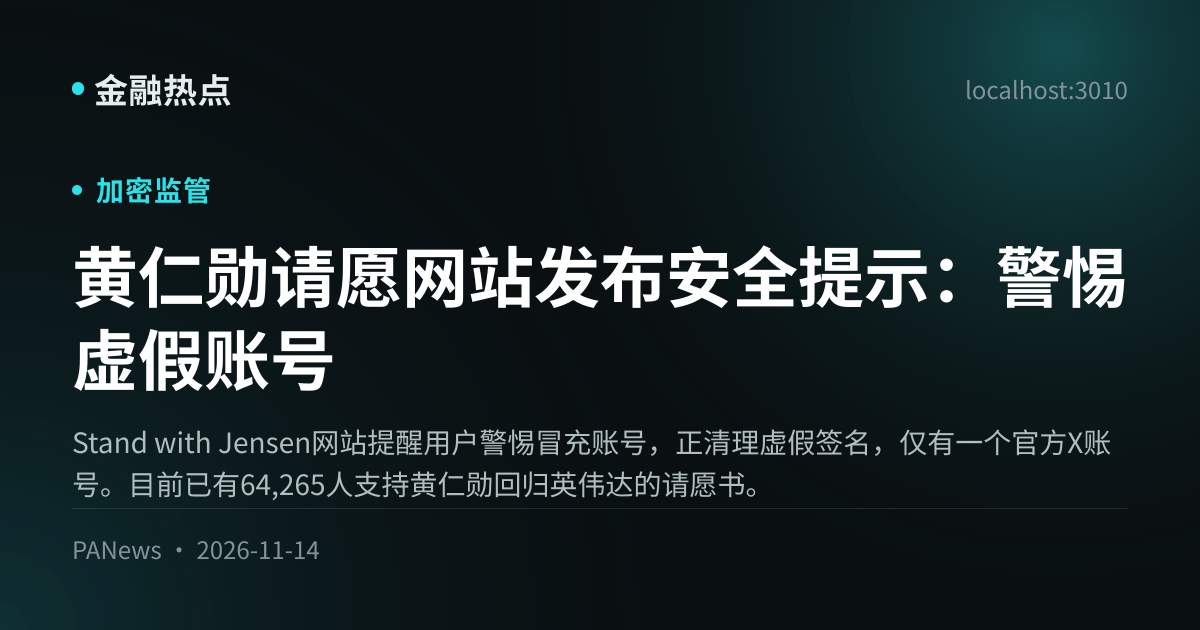 金融热点
localhost:3010
加密监管
黄仁勋请愿网站发布安全提示：警惕
虚假账号
Stand with Jensen网站提醒用户警惕冒充账号，正清理虚假签名，仅有一个官方X账
号。目前已有64,265人支持黄仁勋回归英伟达的请愿书。
PANews • 2026-11-14